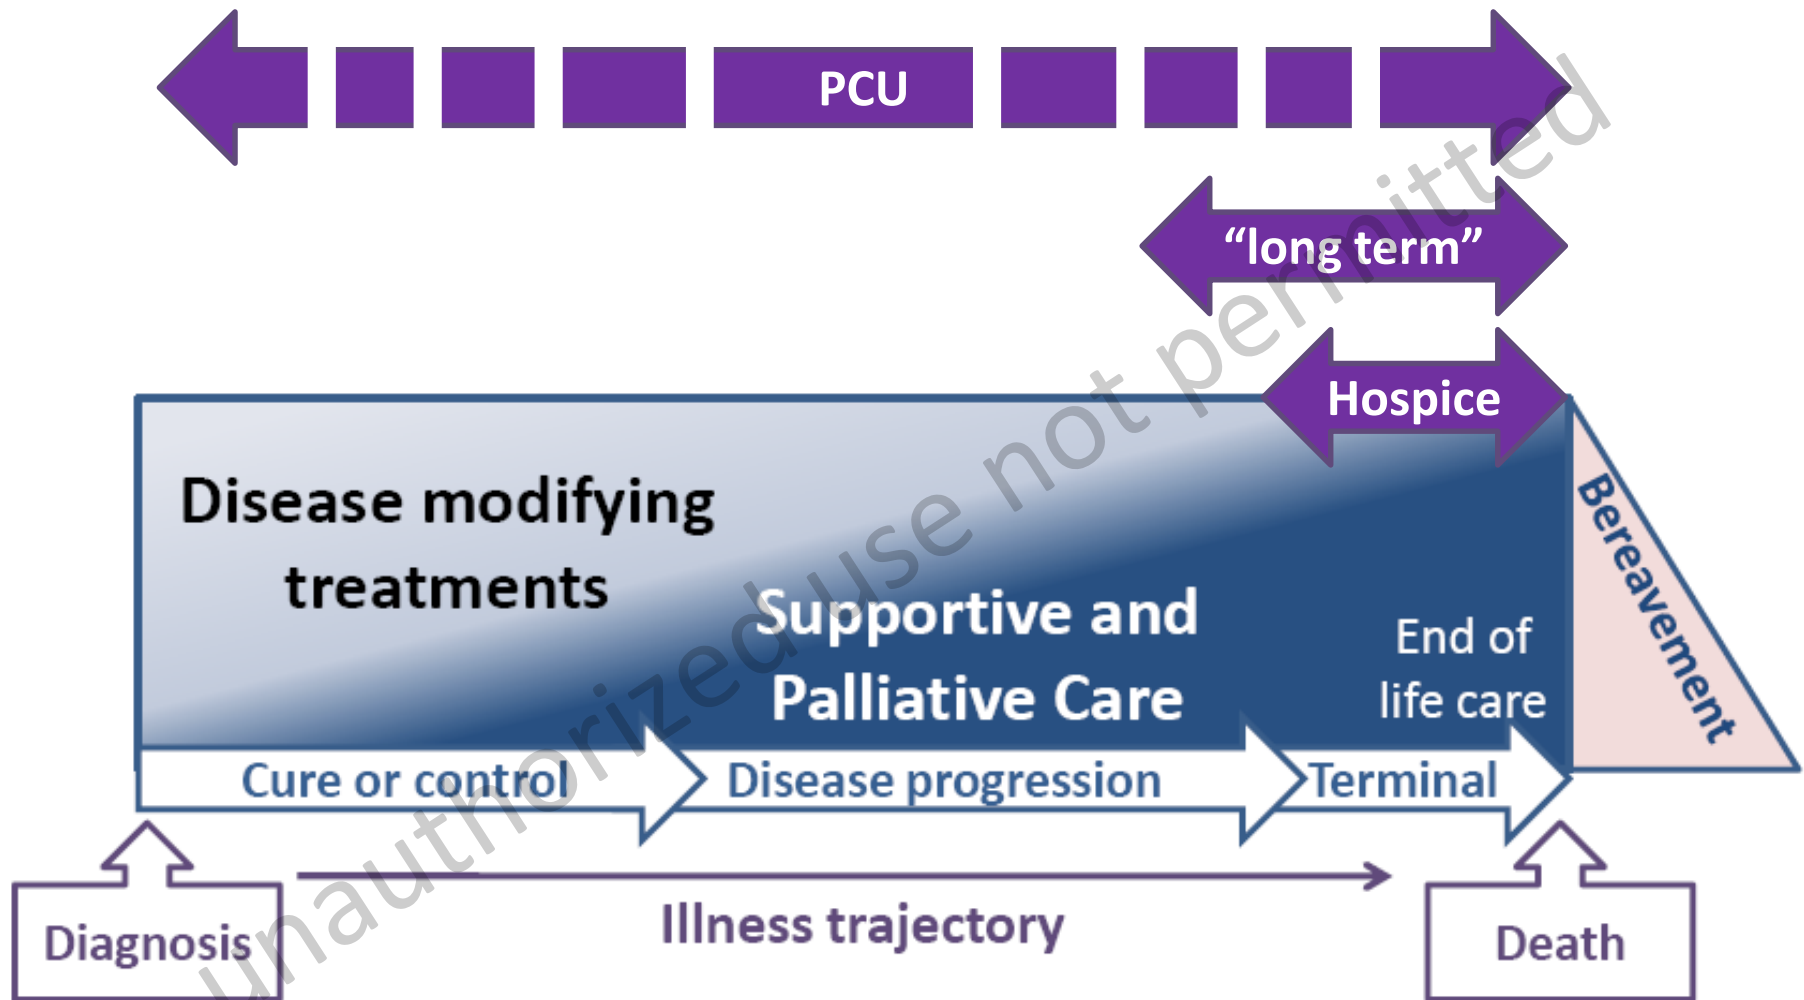 PCU
“long term”
Hospice
Disease modifying
treatments
Supportive and
Palliative Care
End of
life care
Bereavement
Cure or control
Disease progression
Terminal
Diagnosis
Illness trajectory
Death
unauthorized use not permitted